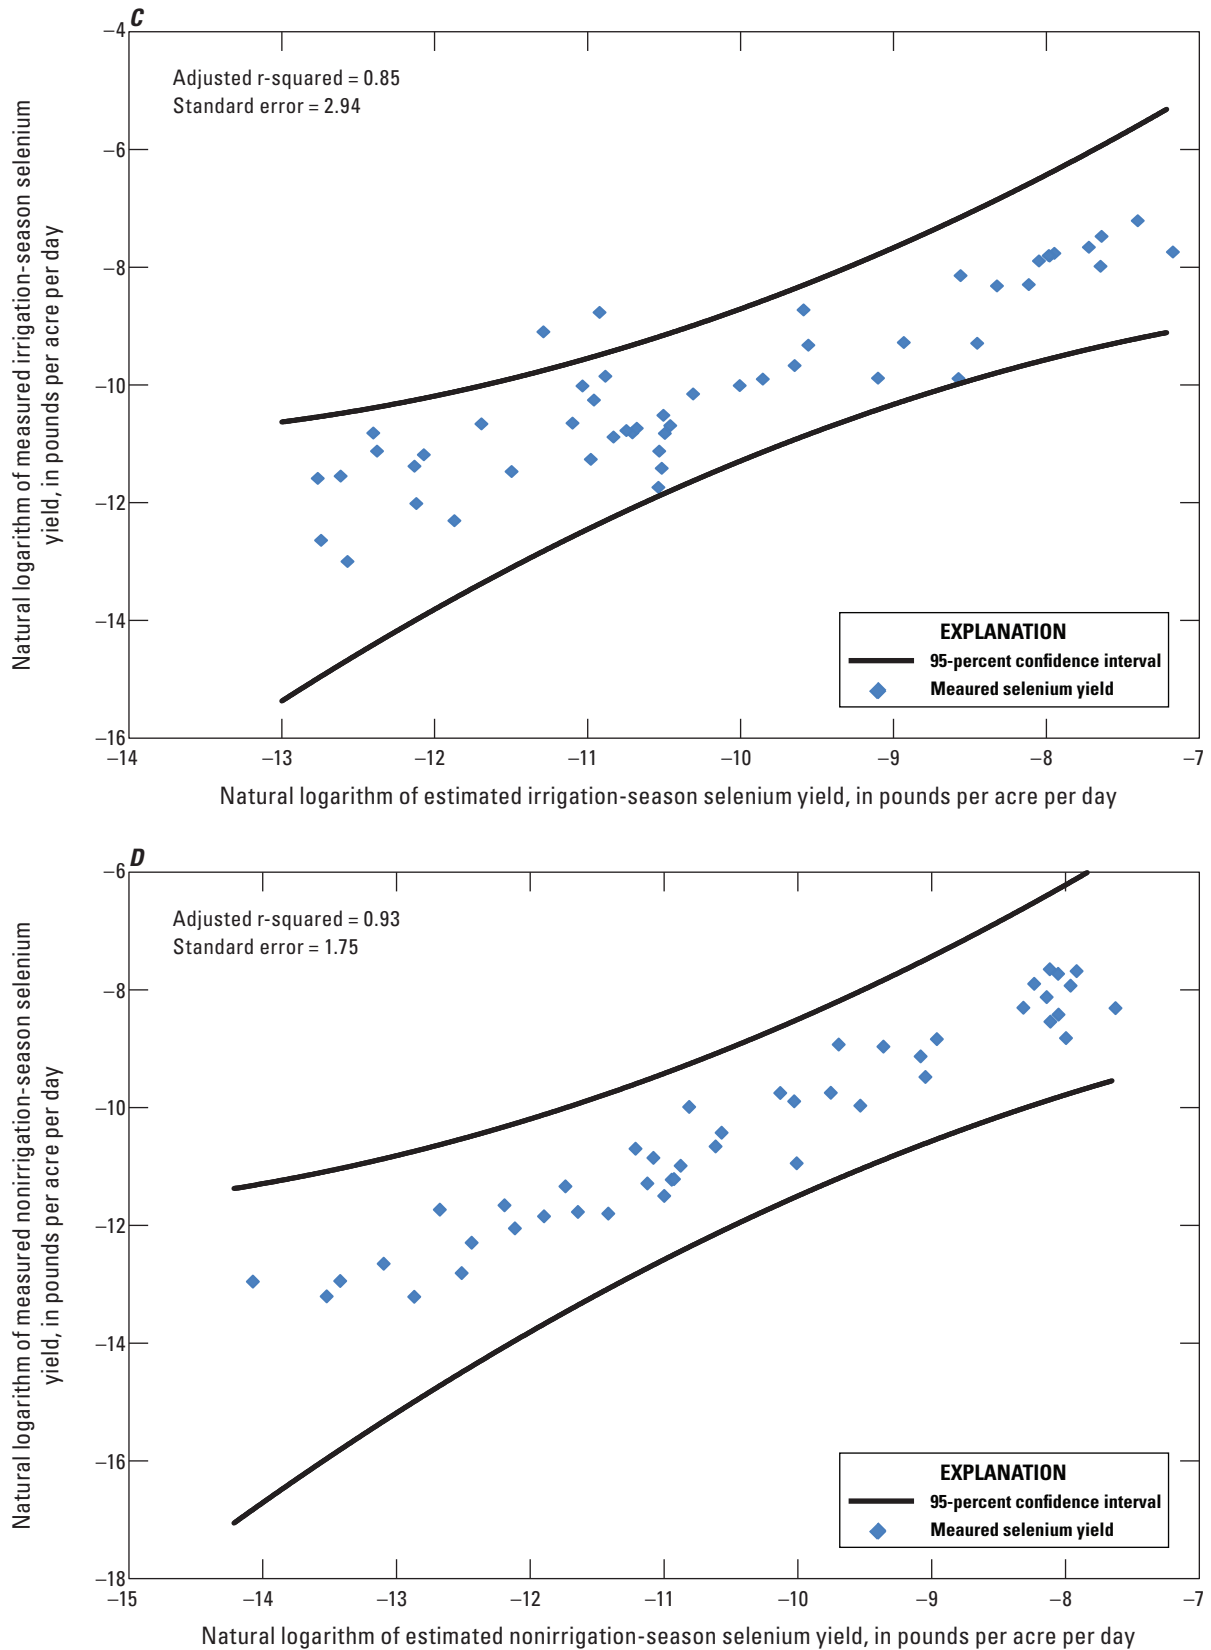 C
Adjusted r-squared = 0.85
Standard error = 2.94
Natural logarithm of measured irrigation-season selenium
yield, in pounds per acre per day
–4
–6
–8
–10
–12
–14
–16
EXPLANATION
95-percent confidence interval
Meaured selenium yield
–14 –13 –12 –11 –10 –9 –8 –7
Natural logarithm of estimated irrigation-season selenium yield, in pounds per acre per day
D
Adjusted r-squared = 0.93
Standard error = 1.75
Natural logarithm of measured nonirrigation-season selenium
yield, in pounds per acre per day
–6
–8
–10
–12
–14
–16
–18
EXPLANATION
95-percent confidence interval
Meaured selenium yield
–15 –14 –13 –12 –11 –10 –9 –8 –7
Natural logarithm of estimated nonirrigation-season selenium yield, in pounds per acre per day